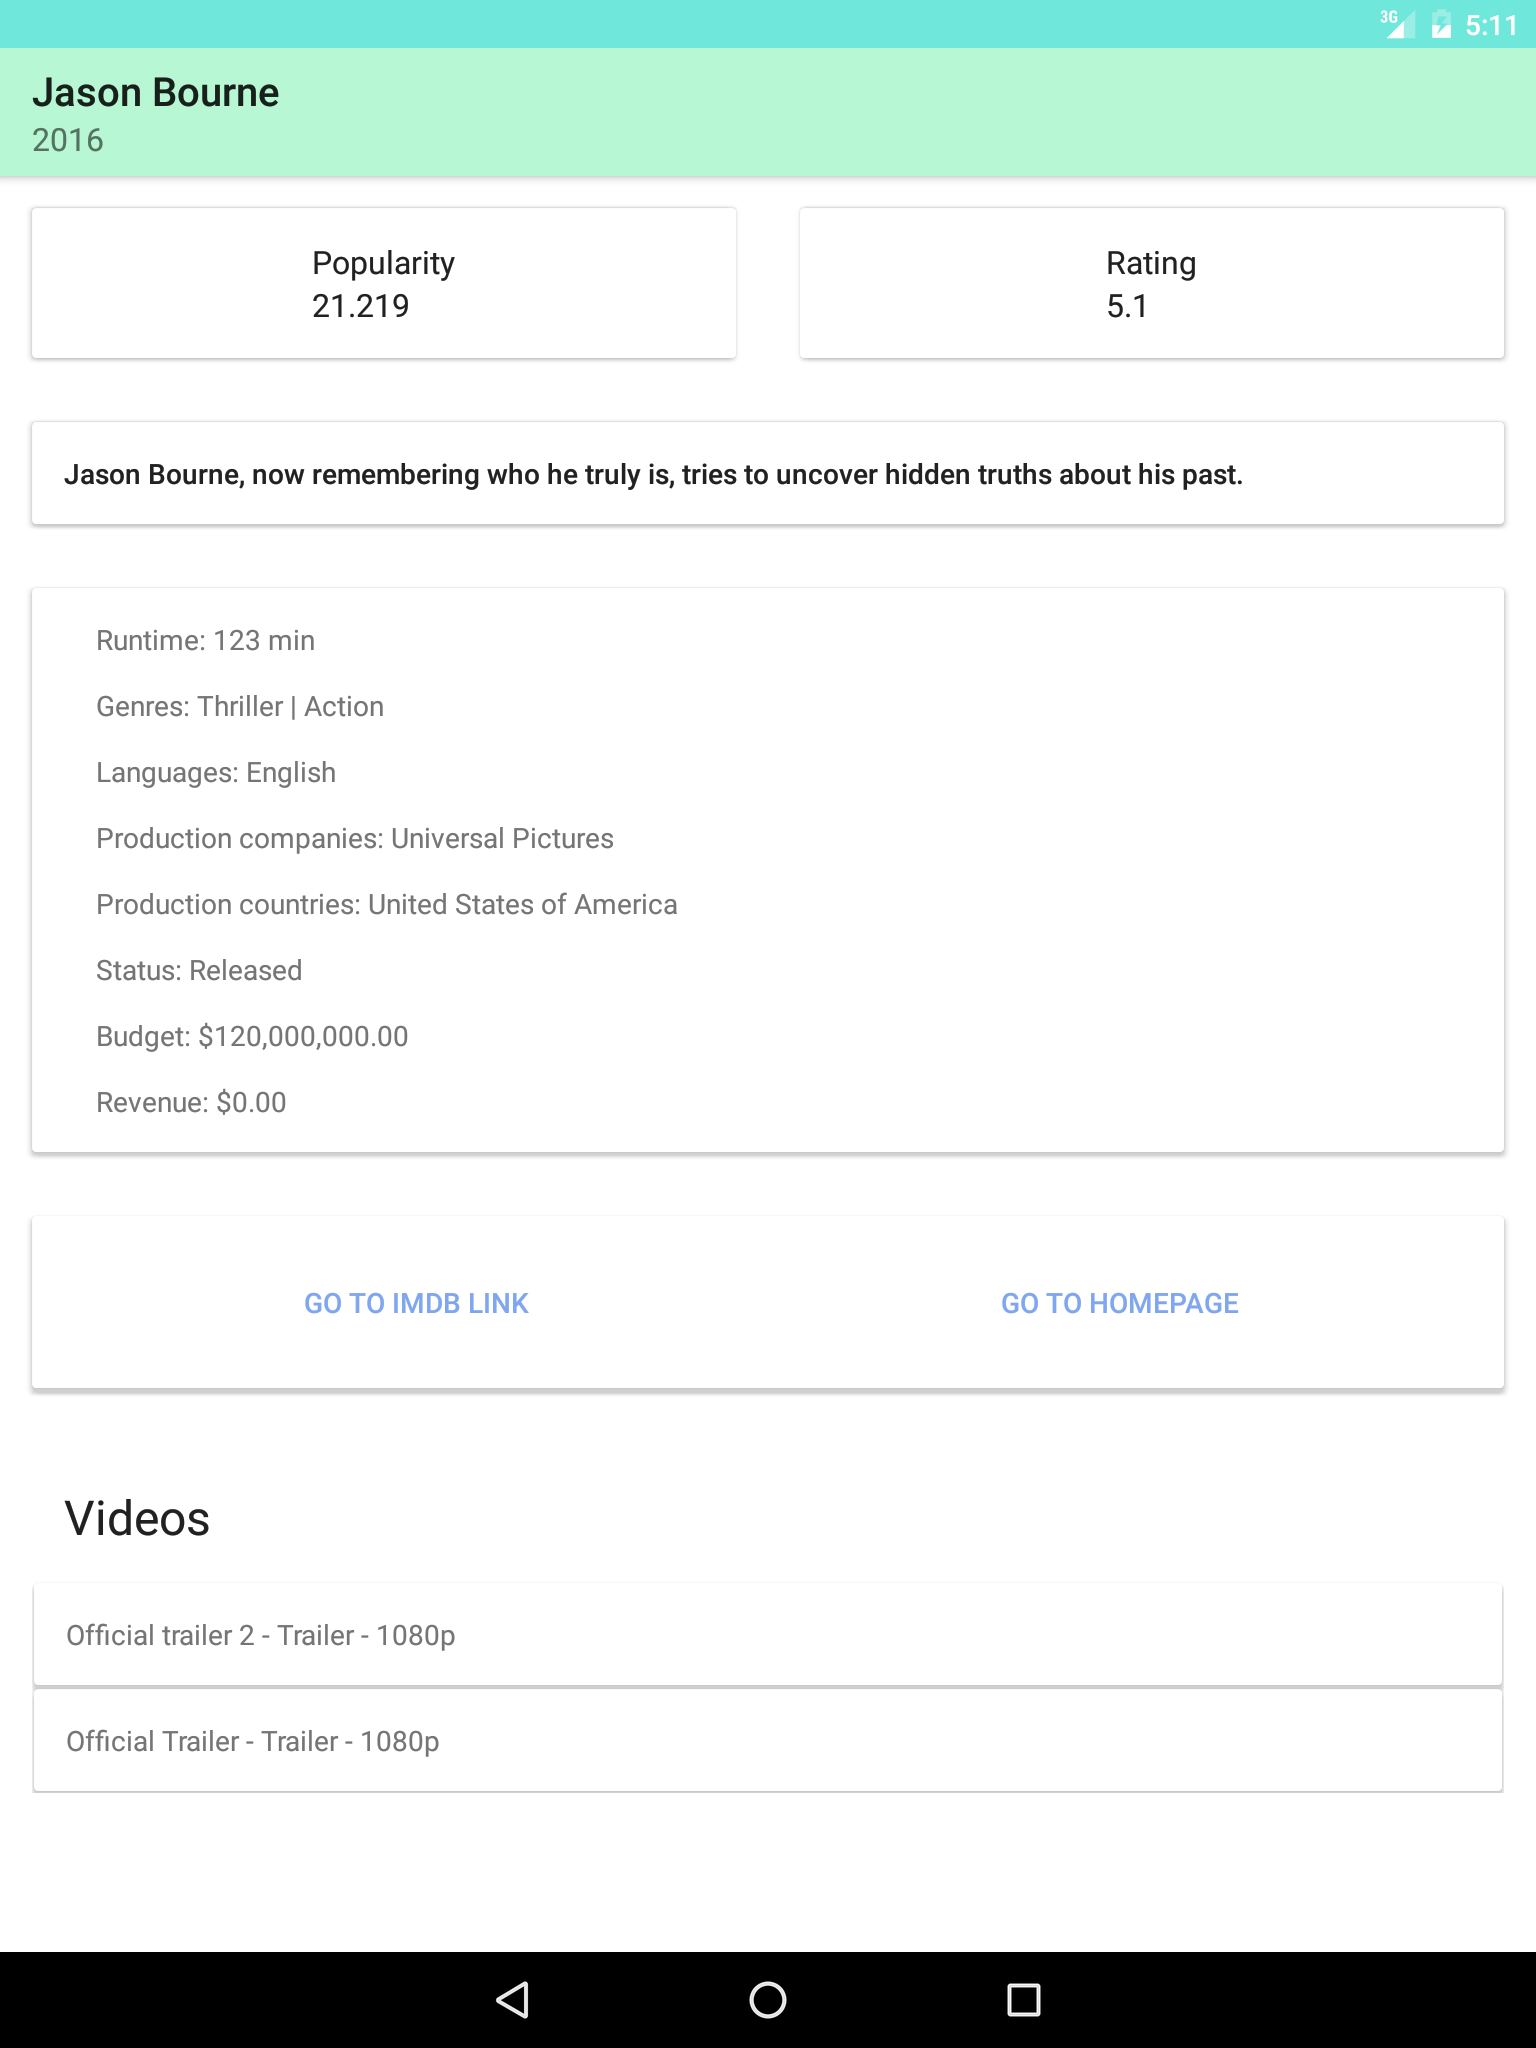 3G 5:11
Jason Bourne
2016
Popularity
21.219
Rating
5.1
Jason Bourne, now remembering who he truly is, tries to uncover hidden truths about his past.
Runtime: 123 min
Genres: Thriller | Action
Languages: English
Production companies: Universal Pictures
Production countries: United States of America
Status: Released
Budget: $120,000,000.00
Revenue: $0.00
GO TO IMDB LINK
GO TO HOMEPAGE
Videos
Official trailer 2 - Trailer - 1080p
Official Trailer - Trailer - 1080p